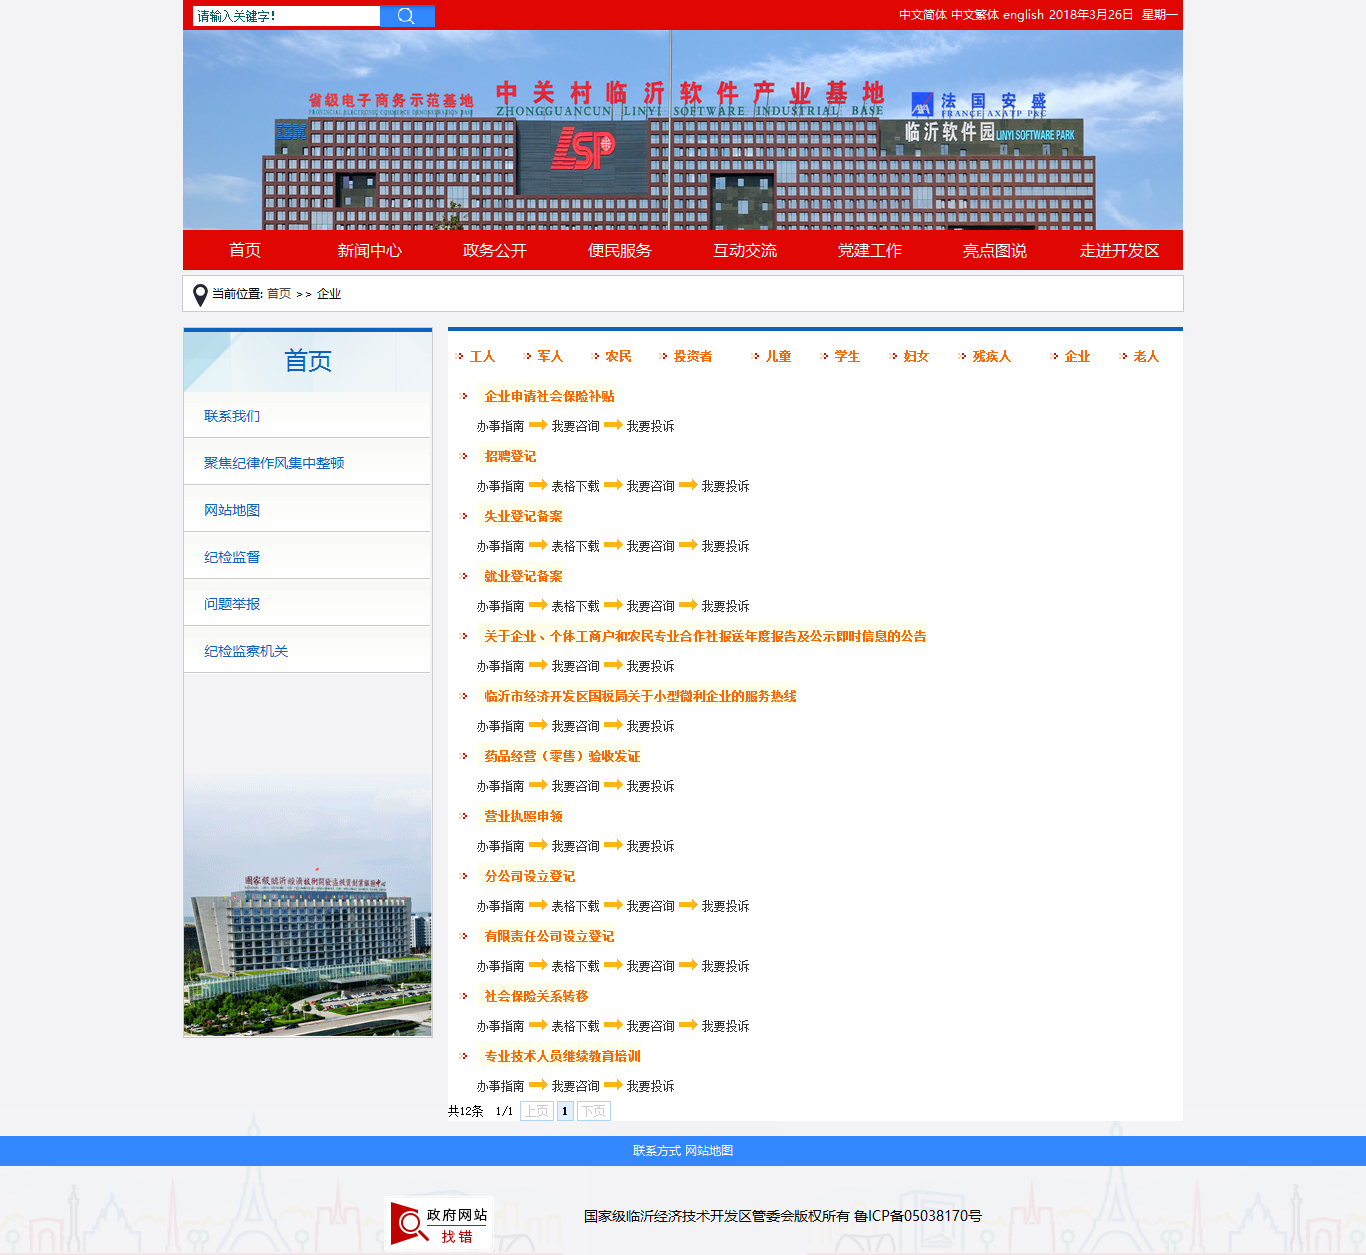 请输入关键字!
中文简体 中文繁体 english 2018年3月26日 星期一
省级电子商务示范基地
PROVINCIAL ELECTRONIC COMMERCE DEMONSTRATION BASE
中关村临沂软件产业基地
ZHONGGUANCUN LINYI SOFTWARE INDUSTRIAL BASE
AXA 法国安盛
FRANCE AXATP P&C
临沂软件园 LINYI SOFTWARE PARK
LSP
首页 新闻中心 政务公开 便民服务 互动交流 党建工作 亮点图说 走进开发区
当前位置: 首页 >> 企业
首页
联系我们
聚焦纪律作风集中整顿
网站地图
纪检监督
问题举报
纪检监察机关
工人 军人 农民 投资者 儿童 学生 妇女 残疾人 企业 老人
企业申请社会保险补贴
办事指南 我要咨询 我要投诉
招聘登记
办事指南 表格下载 我要咨询 我要投诉
失业登记备案
办事指南 表格下载 我要咨询 我要投诉
就业登记备案
办事指南 表格下载 我要咨询 我要投诉
关于企业、个体工商户和农民专业合作社报送年度报告及公示即时信息的公告
办事指南 我要咨询 我要投诉
临沂市经济开发区国税局关于小型微利企业的服务热线
办事指南 我要咨询 我要投诉
药品经营（零售）验收发证
办事指南 我要咨询 我要投诉
营业执照申领
办事指南 我要咨询 我要投诉
分公司设立登记
办事指南 表格下载 我要咨询 我要投诉
有限责任公司设立登记
办事指南 表格下载 我要咨询 我要投诉
社会保险关系转移
办事指南 表格下载 我要咨询 我要投诉
专业技术人员继续教育培训
办事指南 我要咨询 我要投诉
共12条 1/1 上页 1 下页
联系方式 网站地图
政府网站
找错
国家级临沂经济技术开发区管委会版权所有 鲁ICP备05038170号